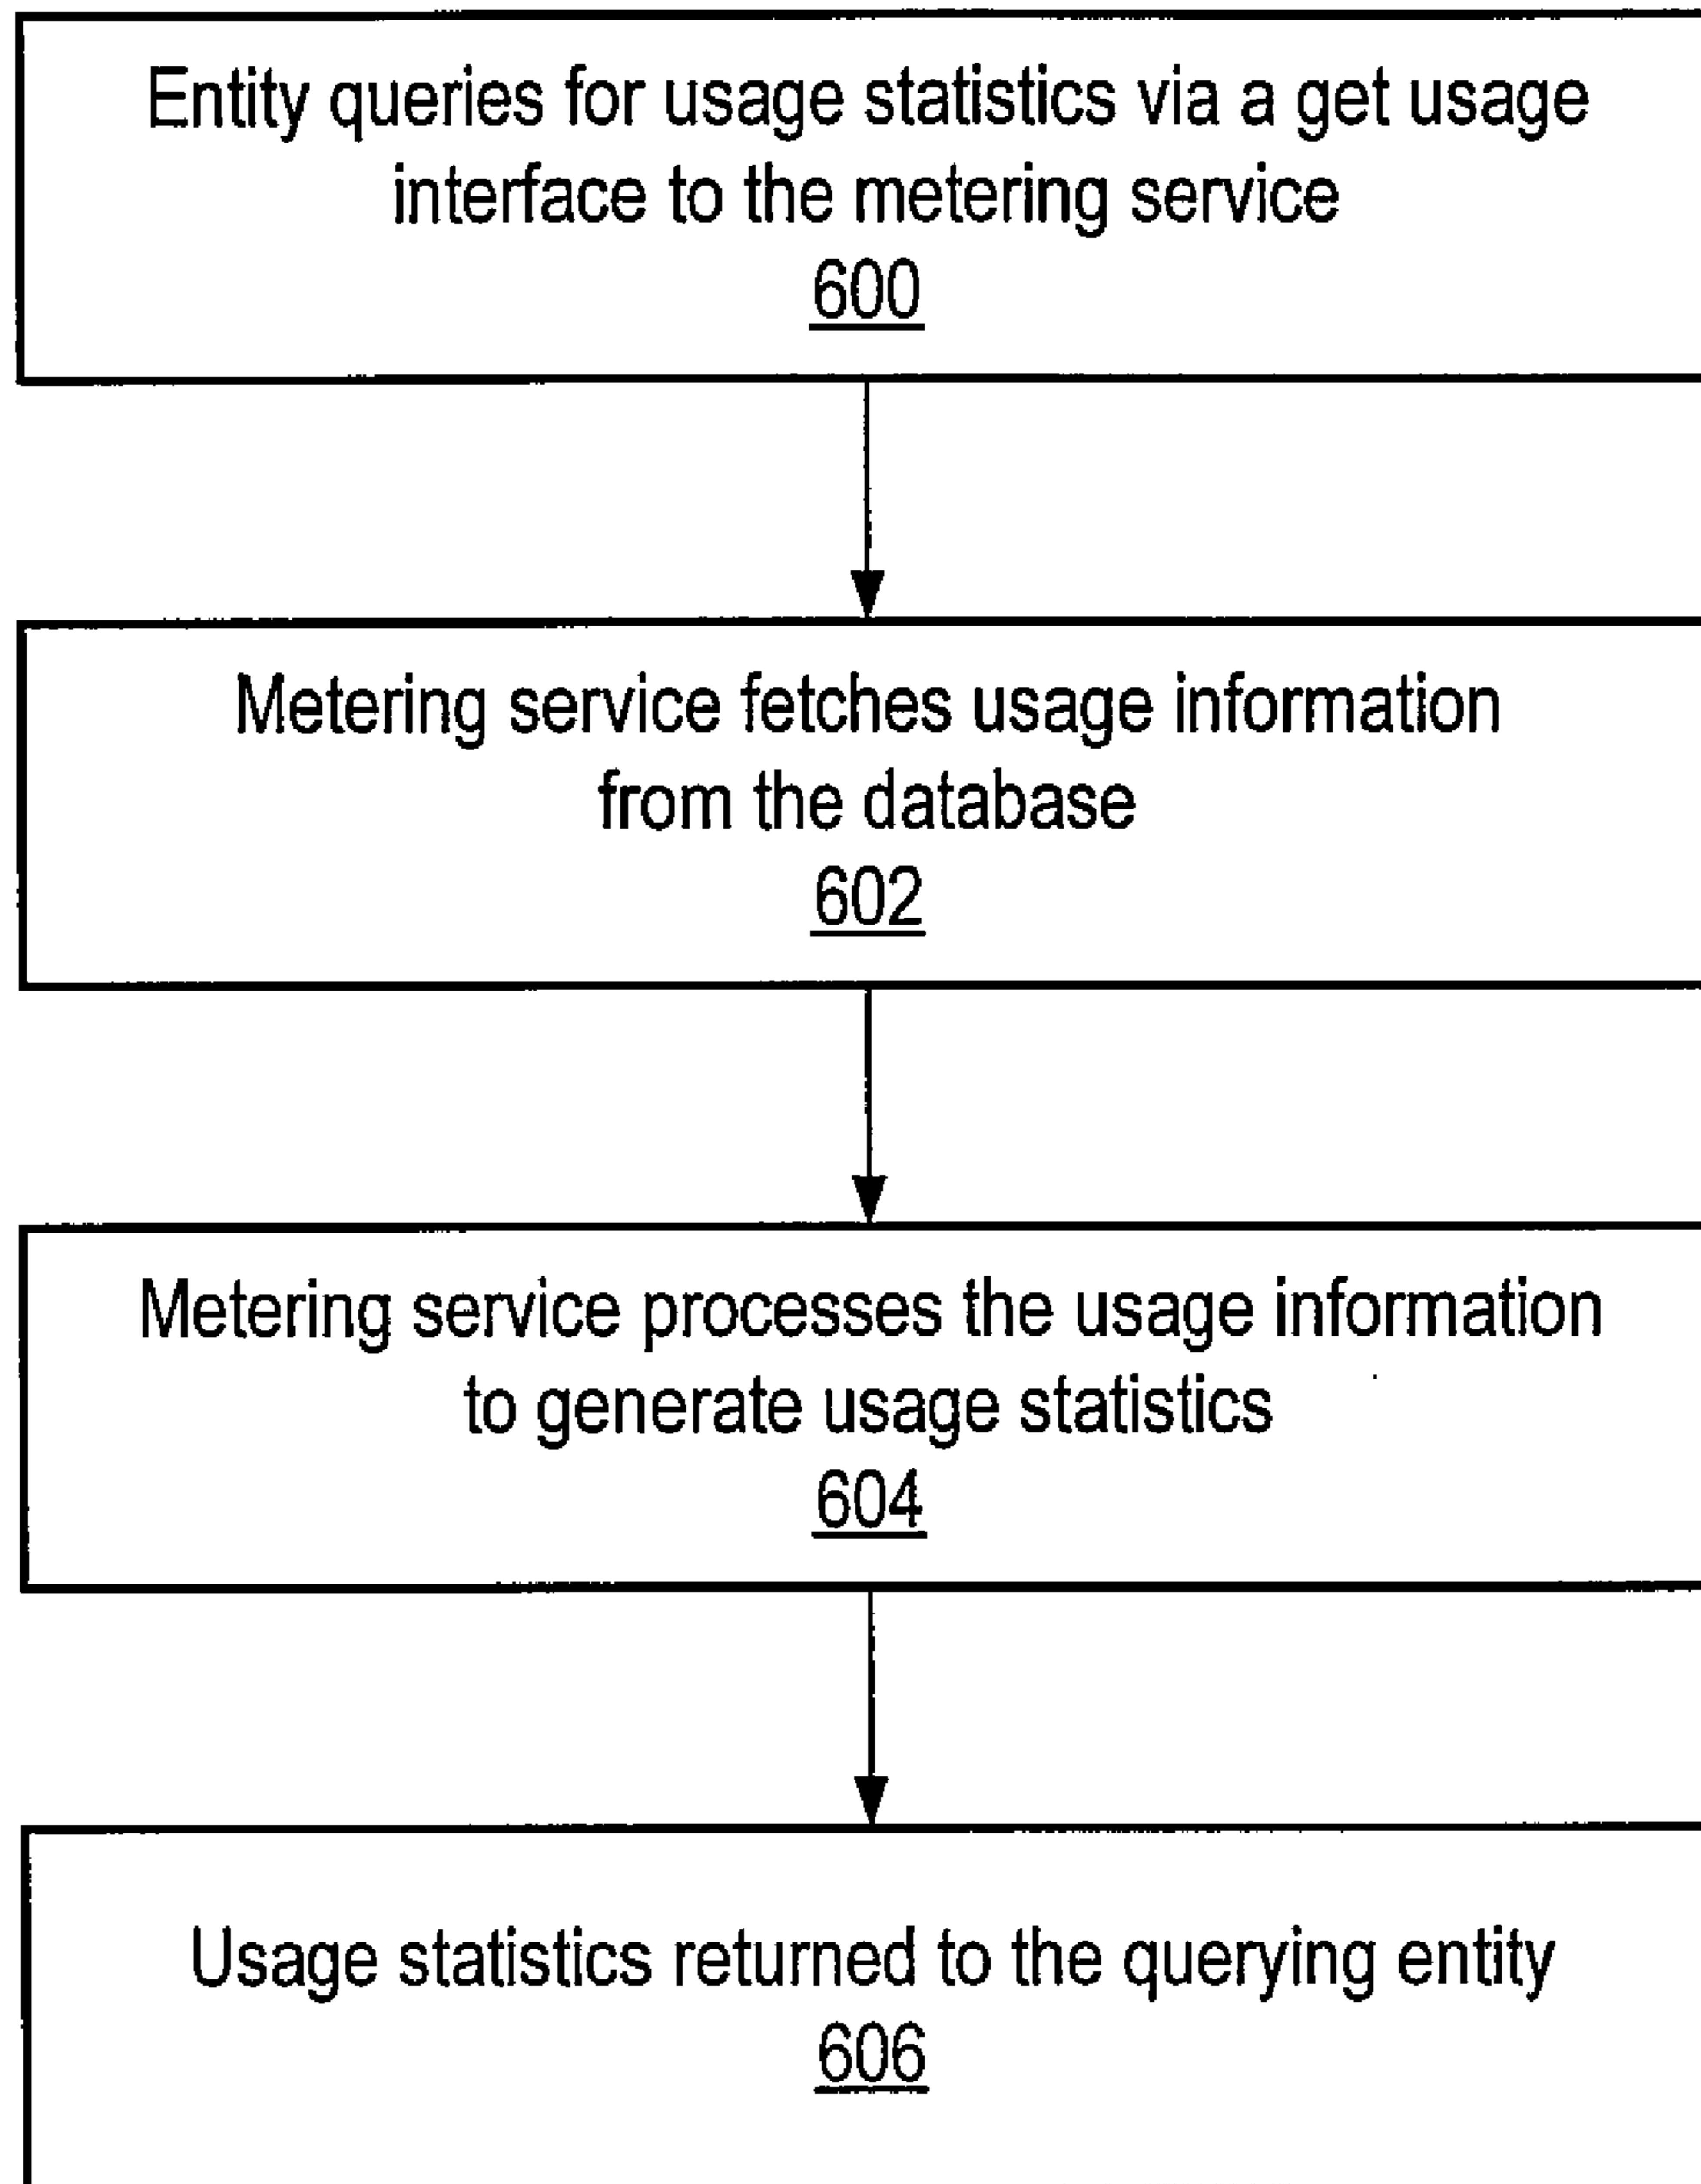 Entity queries for usage statistics via a get usage
interface to the metering service
600
Metering service fetches usage information
from the database
602
Metering service processes the usage information
to generate usage statistics
604
Usage statistics returned to the querying entity
606